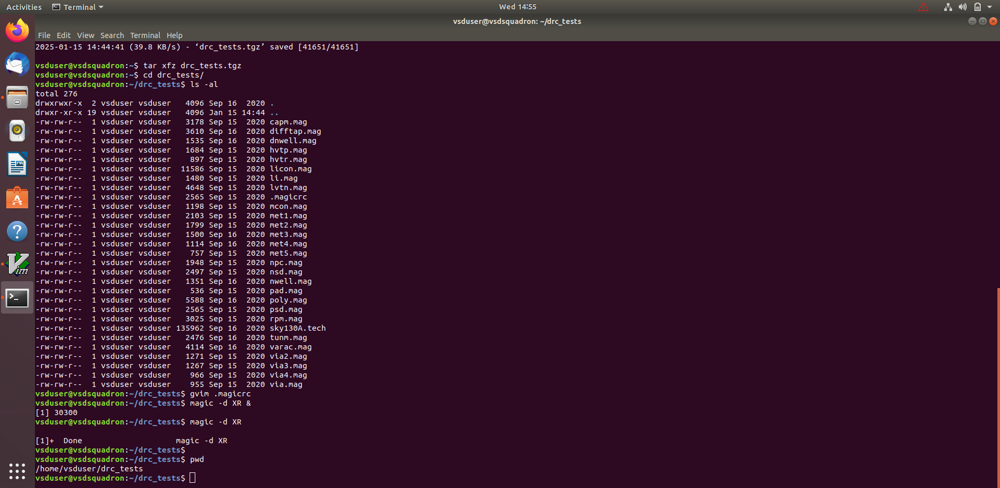 Activities Terminal Wed 14:55
vsduser@vsdsquadron: ~/drc_tests
File Edit View Search Terminal Help
2025-01-15 14:44:41 (39.8 KB/s) - ‘drc_tests.tgz’ saved [41651/41651]
vsduser@vsdsquadron:~$ tar xfz drc_tests.tgz
vsduser@vsdsquadron:~$ cd drc_tests/
vsduser@vsdsquadron:~/drc_tests$ ls -al
total 276
drwxrwxr-x  2 vsduser vsduser   4096 Sep 16  2020 .
drwxr-xr-x 19 vsduser vsduser   4096 Jan 15 14:44 ..
-rw-rw-r--  1 vsduser vsduser   3178 Sep 15  2020 capm.mag
-rw-rw-r--  1 vsduser vsduser   3610 Sep 16  2020 difftap.mag
-rw-rw-r--  1 vsduser vsduser   1535 Sep 16  2020 dnwell.mag
-rw-rw-r--  1 vsduser vsduser   1684 Sep 15  2020 hvtp.mag
-rw-rw-r--  1 vsduser vsduser    897 Sep 15  2020 hvtr.mag
-rw-rw-r--  1 vsduser vsduser  11586 Sep 15  2020 licon.mag
-rw-rw-r--  1 vsduser vsduser   1480 Sep 15  2020 li.mag
-rw-rw-r--  1 vsduser vsduser   4648 Sep 15  2020 lvtn.mag
-rw-rw-r--  1 vsduser vsduser   2565 Sep 15  2020 .magicrc
-rw-rw-r--  1 vsduser vsduser   1198 Sep 15  2020 mcon.mag
-rw-rw-r--  1 vsduser vsduser   2103 Sep 15  2020 met1.mag
-rw-rw-r--  1 vsduser vsduser   1799 Sep 15  2020 met2.mag
-rw-rw-r--  1 vsduser vsduser   1500 Sep 16  2020 met3.mag
-rw-rw-r--  1 vsduser vsduser   1114 Sep 16  2020 met4.mag
-rw-rw-r--  1 vsduser vsduser    757 Sep 15  2020 met5.mag
-rw-rw-r--  1 vsduser vsduser   1948 Sep 15  2020 npc.mag
-rw-rw-r--  1 vsduser vsduser   2497 Sep 15  2020 nsd.mag
-rw-rw-r--  1 vsduser vsduser   1351 Sep 16  2020 nwell.mag
-rw-rw-r--  1 vsduser vsduser    536 Sep 15  2020 pad.mag
-rw-rw-r--  1 vsduser vsduser   5588 Sep 16  2020 poly.mag
-rw-rw-r--  1 vsduser vsduser   2565 Sep 15  2020 psd.mag
-rw-rw-r--  1 vsduser vsduser   3025 Sep 15  2020 rpm.mag
-rw-rw-r--  1 vsduser vsduser 135962 Sep 16  2020 sky130A.tech
-rw-rw-r--  1 vsduser vsduser   2476 Sep 16  2020 tunm.mag
-rw-rw-r--  1 vsduser vsduser   4114 Sep 16  2020 varac.mag
-rw-rw-r--  1 vsduser vsduser   1271 Sep 15  2020 via2.mag
-rw-rw-r--  1 vsduser vsduser   1267 Sep 15  2020 via3.mag
-rw-rw-r--  1 vsduser vsduser    966 Sep 15  2020 via4.mag
-rw-rw-r--  1 vsduser vsduser    955 Sep 15  2020 via.mag
vsduser@vsdsquadron:~/drc_tests$ gvim .magicrc
vsduser@vsdsquadron:~/drc_tests$ magic -d XR &
[1] 30300
vsduser@vsdsquadron:~/drc_tests$ magic -d XR
[1]+  Done                    magic -d XR
vsduser@vsdsquadron:~/drc_tests$
vsduser@vsdsquadron:~/drc_tests$ pwd
/home/vsduser/drc_tests
vsduser@vsdsquadron:~/drc_tests$